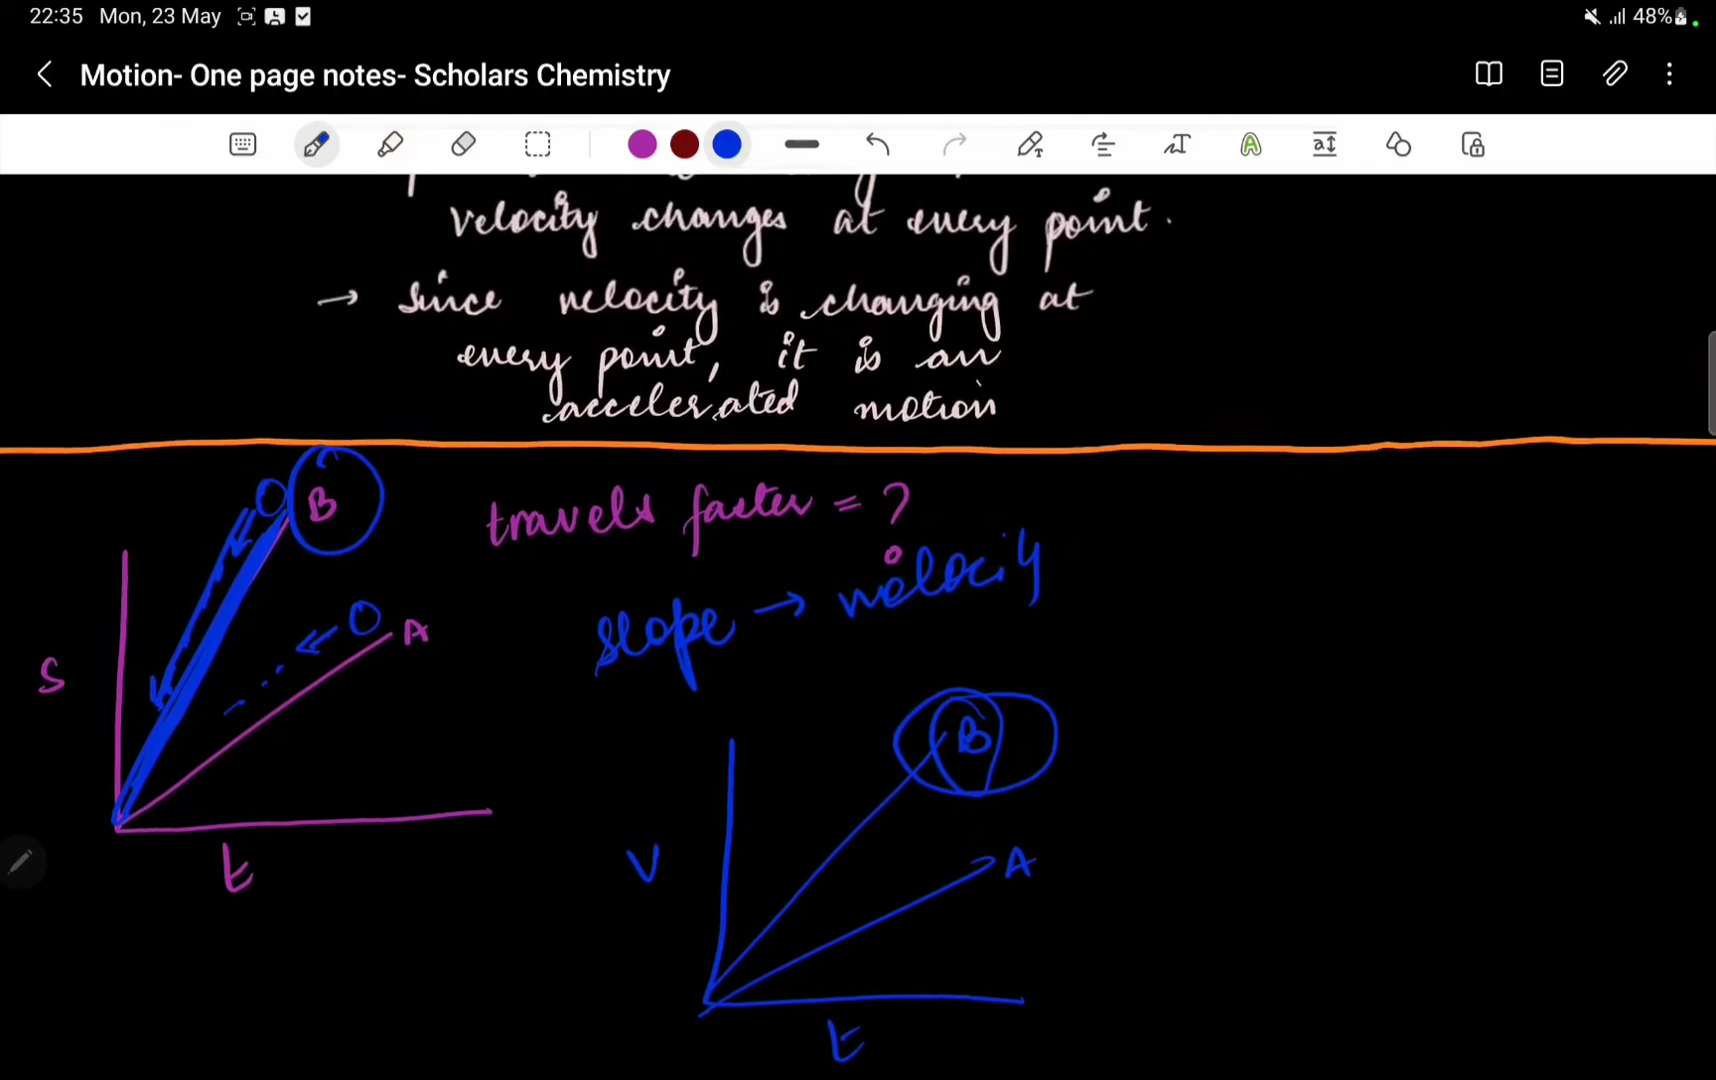 22:35 Mon, 23 May
48%
Motion- One page notes- Scholars Chemistry
velocity changes at every point.
→ since velocity is changing at
every point, it is an
accelerated motion
B
travels faster = ?
slope → velociy
A
S
t
B
V
A
t